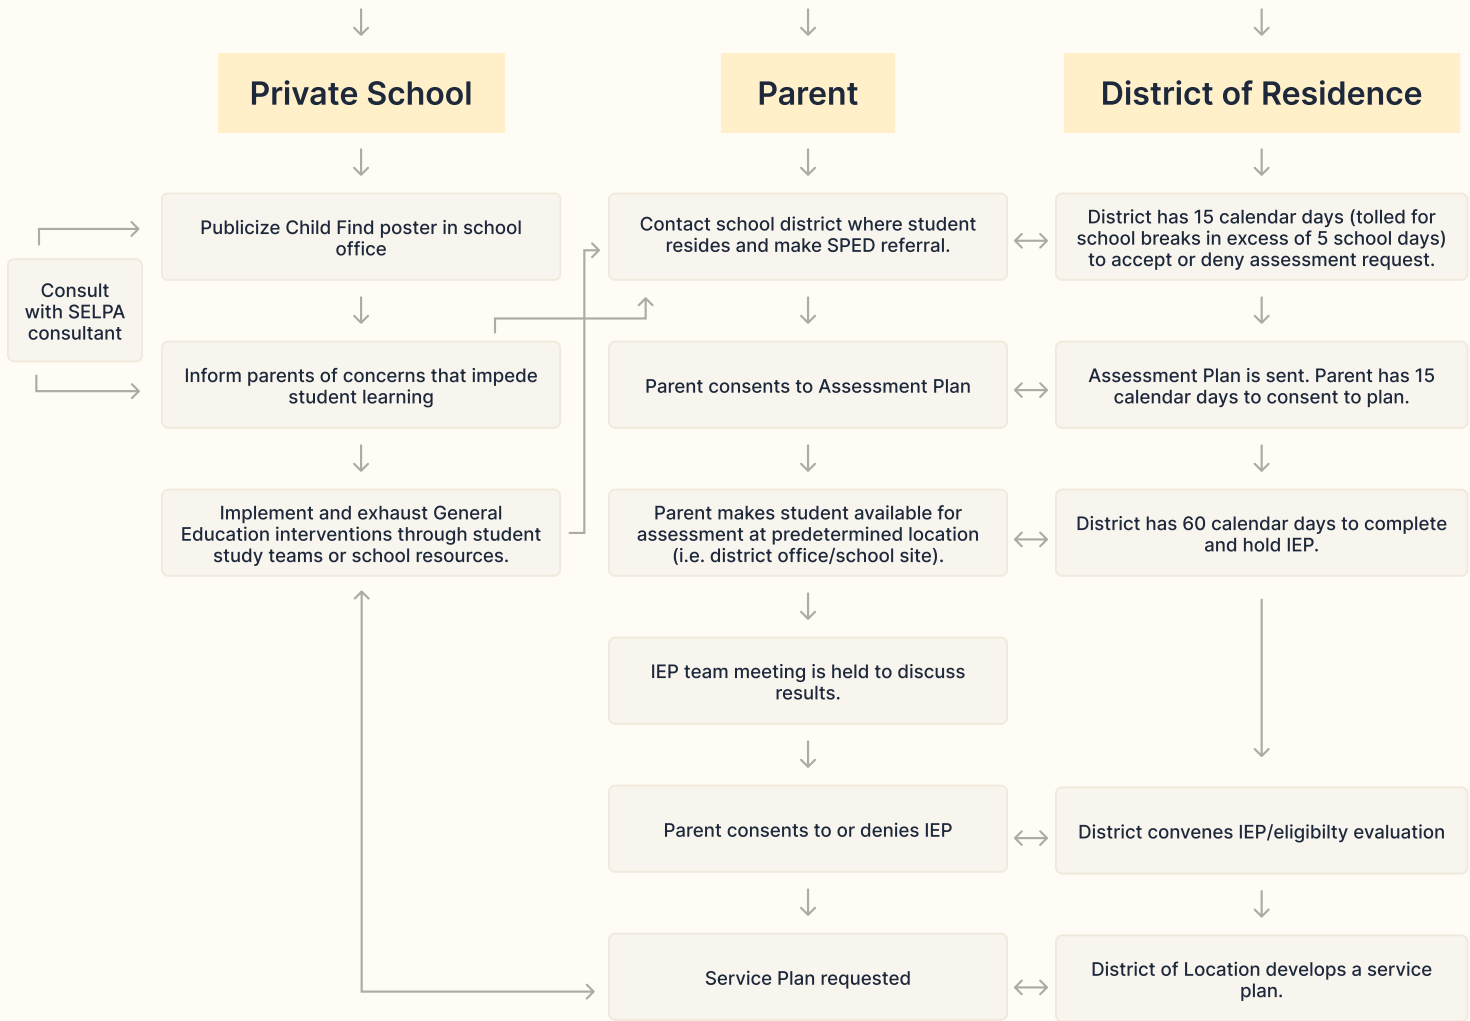 Private School
Parent
District of Residence
Publicize Child Find poster in school
office
Contact school district where student
resides and make SPED referral.
District has 15 calendar days (tolled for
school breaks in excess of 5 school days)
to accept or deny assessment request.
Consult
with SELPA
consultant
Inform parents of concerns that impede
student learning
Parent consents to Assessment Plan
Assessment Plan is sent. Parent has 15
calendar days to consent to plan.
Implement and exhaust General
Education interventions through student
study teams or school resources.
Parent makes student available for
assessment at predetermined location
(i.e. district office/school site).
District has 60 calendar days to complete
and hold IEP.
IEP team meeting is held to discuss
results.
Parent consents to or denies IEP
District convenes IEP/eligibilty evaluation
Service Plan requested
District of Location develops a service
plan.